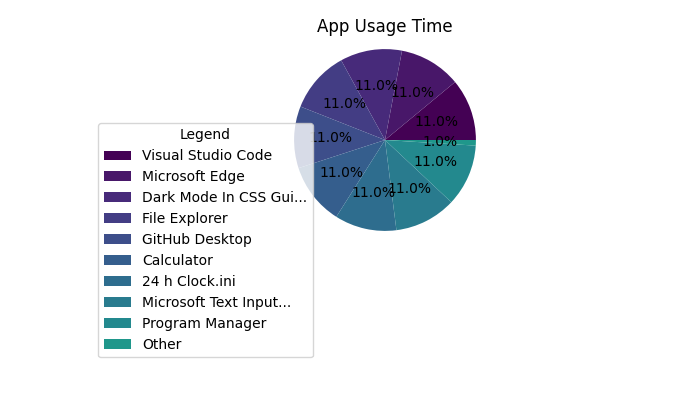 App Usage Time
11.0%
11.0%
11.0%
11.0%
11.0%
11.0%
11.0%
11.0%
11.0%
1.0%
Legend
Visual Studio Code
Microsoft Edge
Dark Mode In CSS Gui...
File Explorer
GitHub Desktop
Calculator
24 h Clock.ini
Microsoft Text Input...
Program Manager
Other